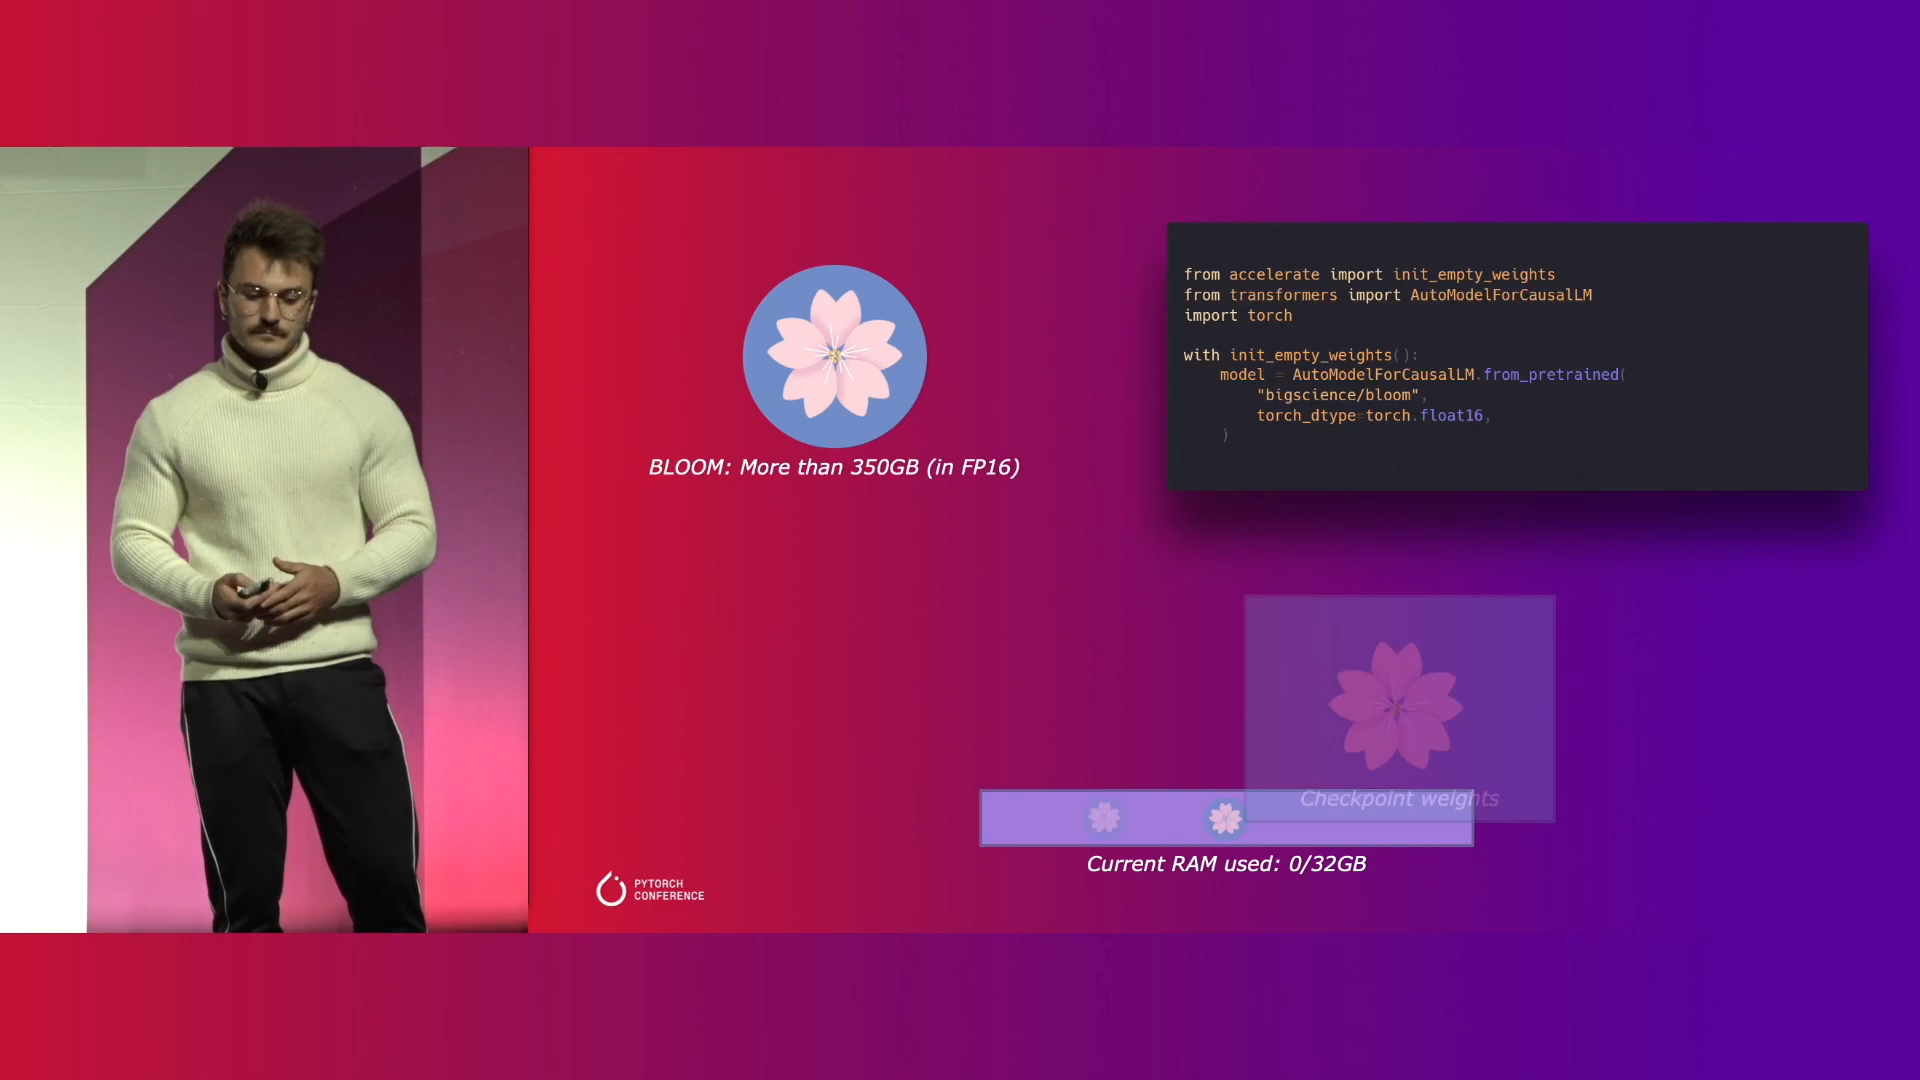 from accelerate import init_empty_weights
from transformers import AutoModelForCausalLM
import torch
with init_empty_weights():
model = AutoModelForCausalLM.from_pretrained(
"bigscience/bloom",
torch_dtype=torch.float16,
)
BLOOM: More than 350GB (in FP16)
Checkpoint weights
Current RAM used: 0/32GB
PYTORCH
CONFERENCE